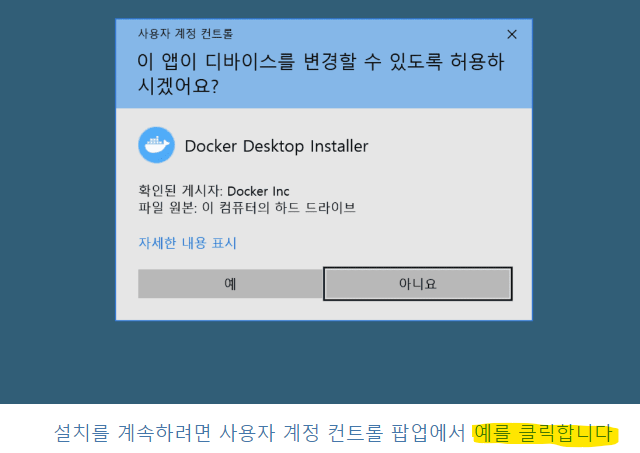 사용자 계정 컨트롤
이 앱이 디바이스를 변경할 수 있도록 허용하
시겠어요?
Docker Desktop Installer
확인된 게시자: Docker Inc
파일 원본: 이 컴퓨터의 하드 드라이브
자세한 내용 표시
예
아니요
설치를 계속하려면 사용자 계정 컨트롤 팝업에서 예를 클릭합니다